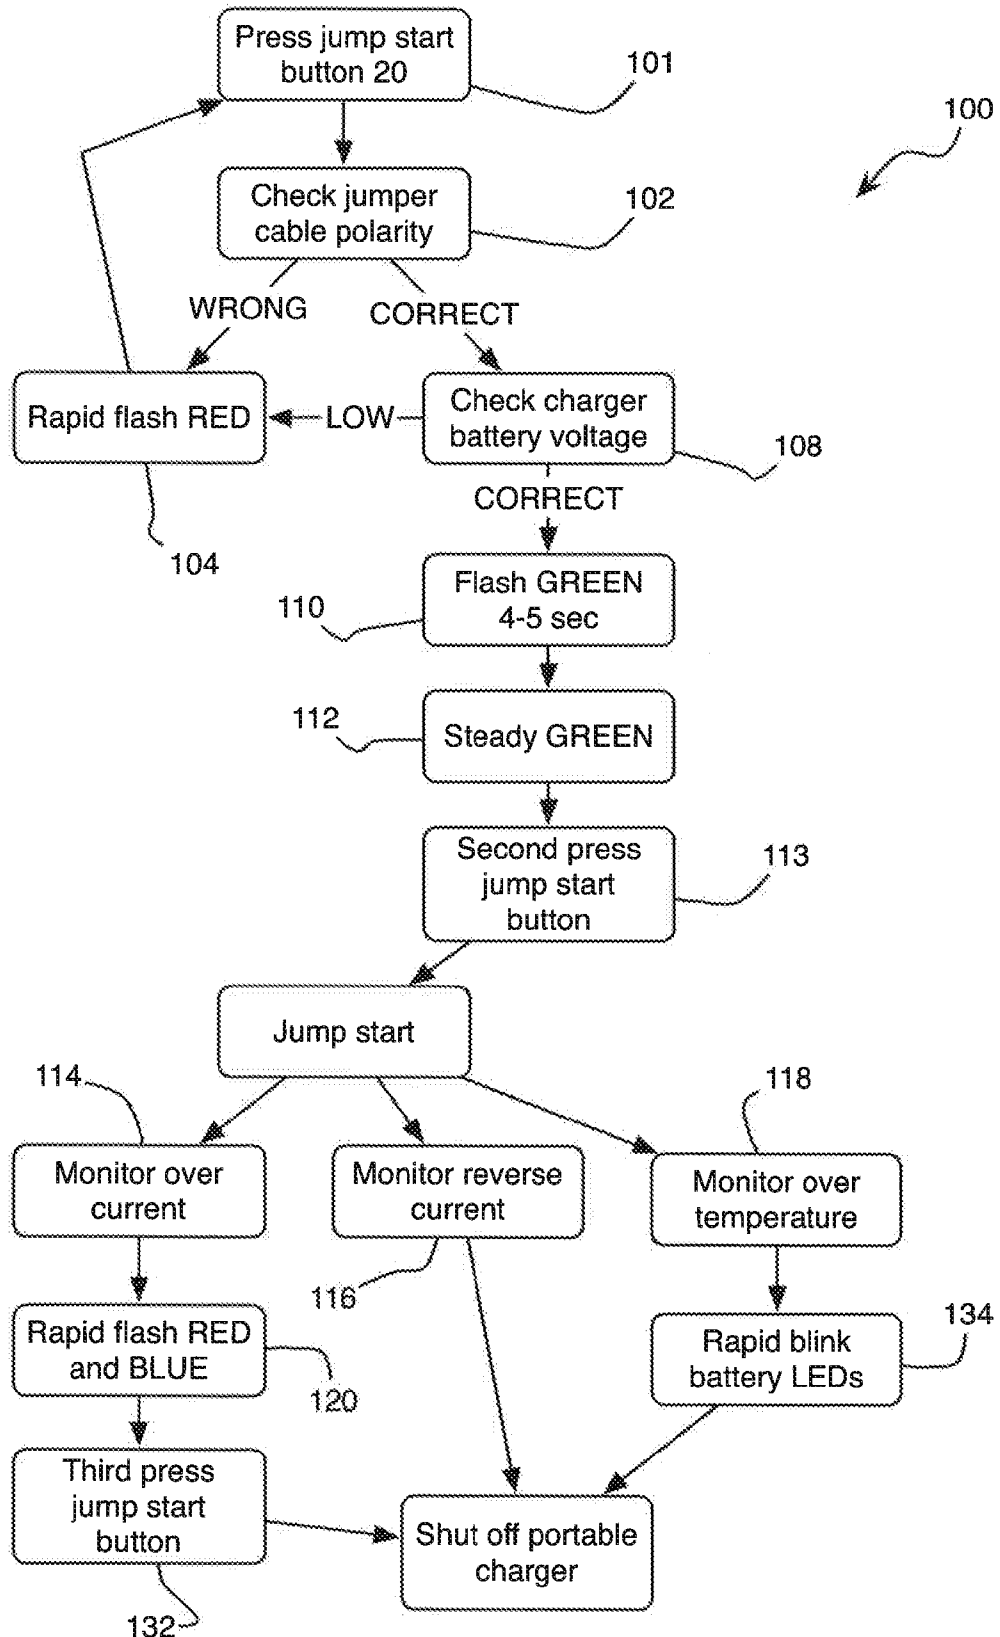 Press jump start
button 20
101
100
Check jumper
cable polarity
102
WRONG
CORRECT
Rapid flash RED
LOW
Check charger
battery voltage
108
104
CORRECT
Flash GREEN
4-5 sec
110
112
Steady GREEN
Second press
jump start
button
113
Jump start
114
118
Monitor over
current
Monitor reverse
current
Monitor over
temperature
116
Rapid flash RED
and BLUE
120
Rapid blink
battery LEDs
134
Third press
jump start
button
Shut off portable
charger
132